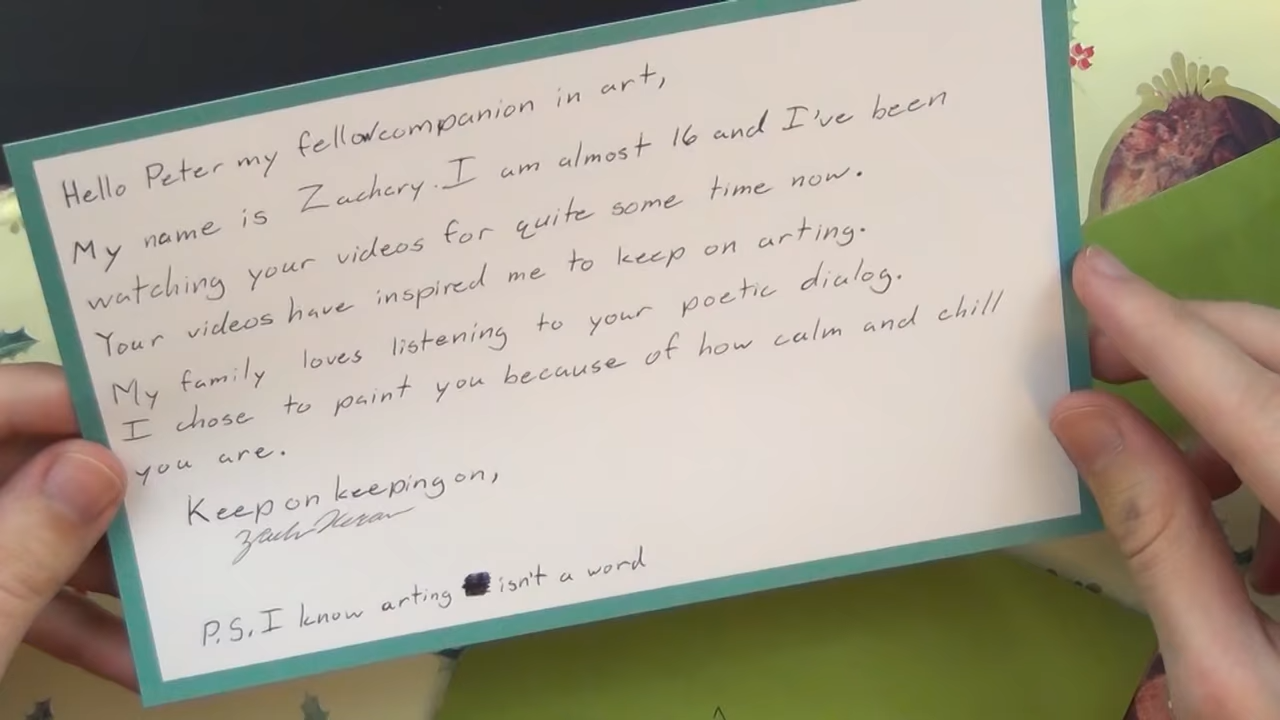 Hello Peter my fellow companion in art,
My name is Zachary. I am almost 16 and I've been
watching your videos for quite some time now.
Your videos have inspired me to keep on arting.
My family loves listening to your poetic dialog.
I chose to paint you because of how calm and chill
you are.
Keep on keeping on,
P.S. I know arting isn't a word